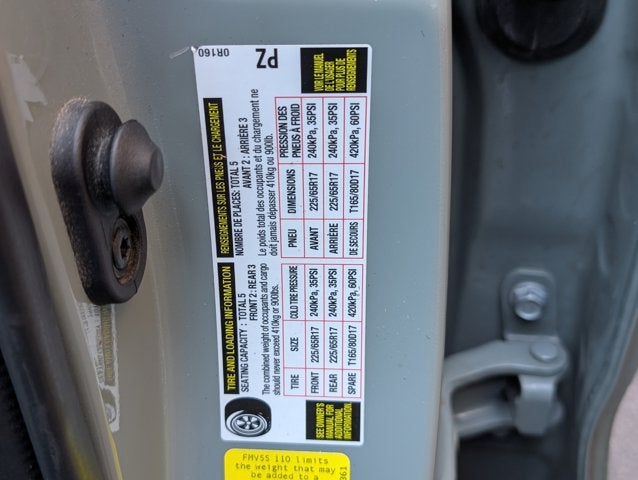 TIRE AND LOADING INFORMATION
SEATING CAPACITY : TOTAL 5
FRONT 2 : REAR 3
The combined weight of occupants and cargo
should never exceed 410kg or 900lbs.
TIRE SIZE COLD TIRE PRESSURE
FRONT 225/65R17 240kPa, 35PSI
REAR 225/65R17 240kPa, 35PSI
SPARE T165/80D17 420kPa, 60PSI
SEE OWNER'S
MANUAL FOR
ADDITIONAL
INFORMATION
RENSEIGNEMENTS SUR LES PNEUS ET LE CHARGEMENT
NOMBRE DE PLACES: TOTAL 5
AVANT 2 : ARRIÈRE 3
Le poids total des occupants et du chargement ne
doit jamais dépasser 410kg ou 900lb.
PNEU DIMENSIONS PRESSION DES
PNEUS À FROID
AVANT 225/65R17 240kPa, 35PSI
ARRIÈRE 225/65R17 240kPa, 35PSI
DE SECOURS T165/80D17 420kPa, 60PSI
VOIR LE MANUEL
DE L'USAGER
POUR PLUS DE
RENSEIGNEMENTS
0R160
PZ
FMVSS 110 limits
the weight that may
be added to a
361